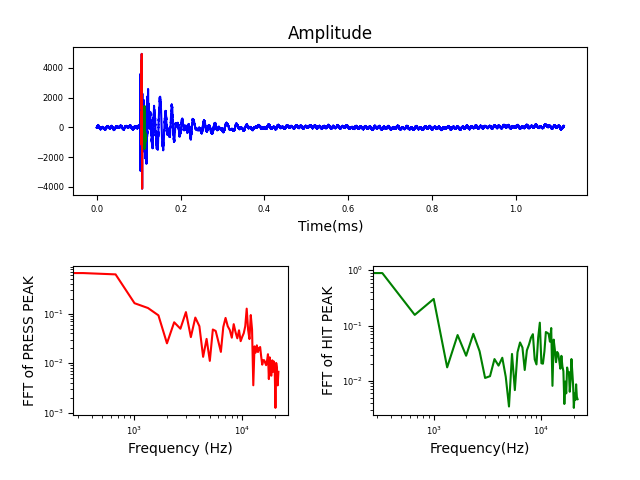 Amplitude
4000
2000
0
−2000
−4000
0.0 0.2 0.4 0.6 0.8 1.0
Time(ms)
FFT of PRESS PEAK
10⁻¹
10⁻²
10⁻³
10³ 10⁴
Frequency (Hz)
FFT of HIT PEAK
10⁰
10⁻¹
10⁻²
10³ 10⁴
Frequency(Hz)